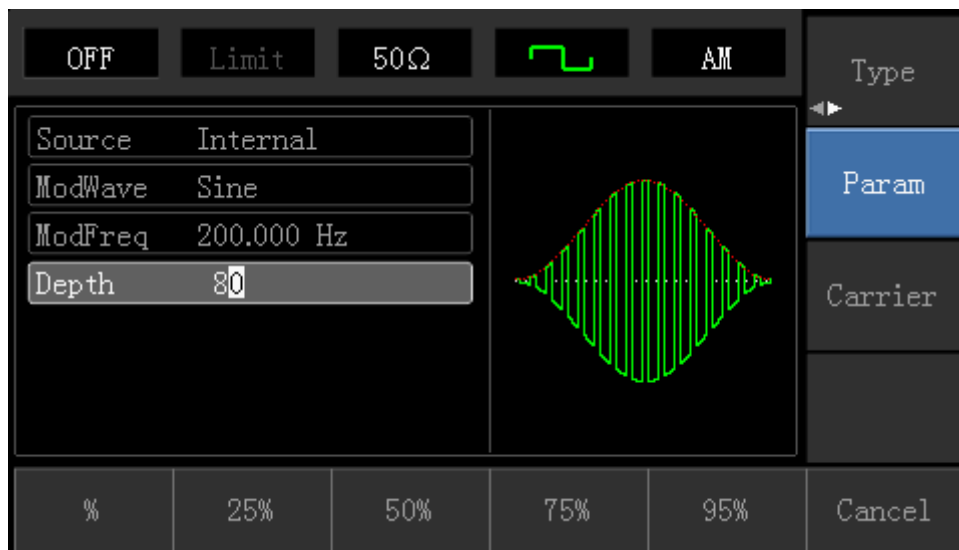 OFF Limit 50Ω AM
Type
Source Internal
ModWave Sine
Param
ModFreq 200.000 Hz
Depth 80
Carrier
% 25% 50% 75% 95% Cancel